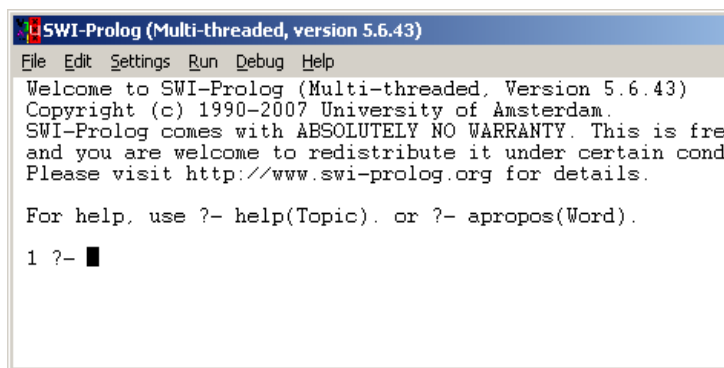 SWI-Prolog (Multi-threaded, version 5.6.43)
File Edit Settings Run Debug Help
Welcome to SWI-Prolog (Multi-threaded, Version 5.6.43)
Copyright (c) 1990-2007 University of Amsterdam.
SWI-Prolog comes with ABSOLUTELY NO WARRANTY. This is fre
and you are welcome to redistribute it under certain cond
Please visit http://www.swi-prolog.org for details.
For help, use ?- help(Topic). or ?- apropos(Word).
1 ?-